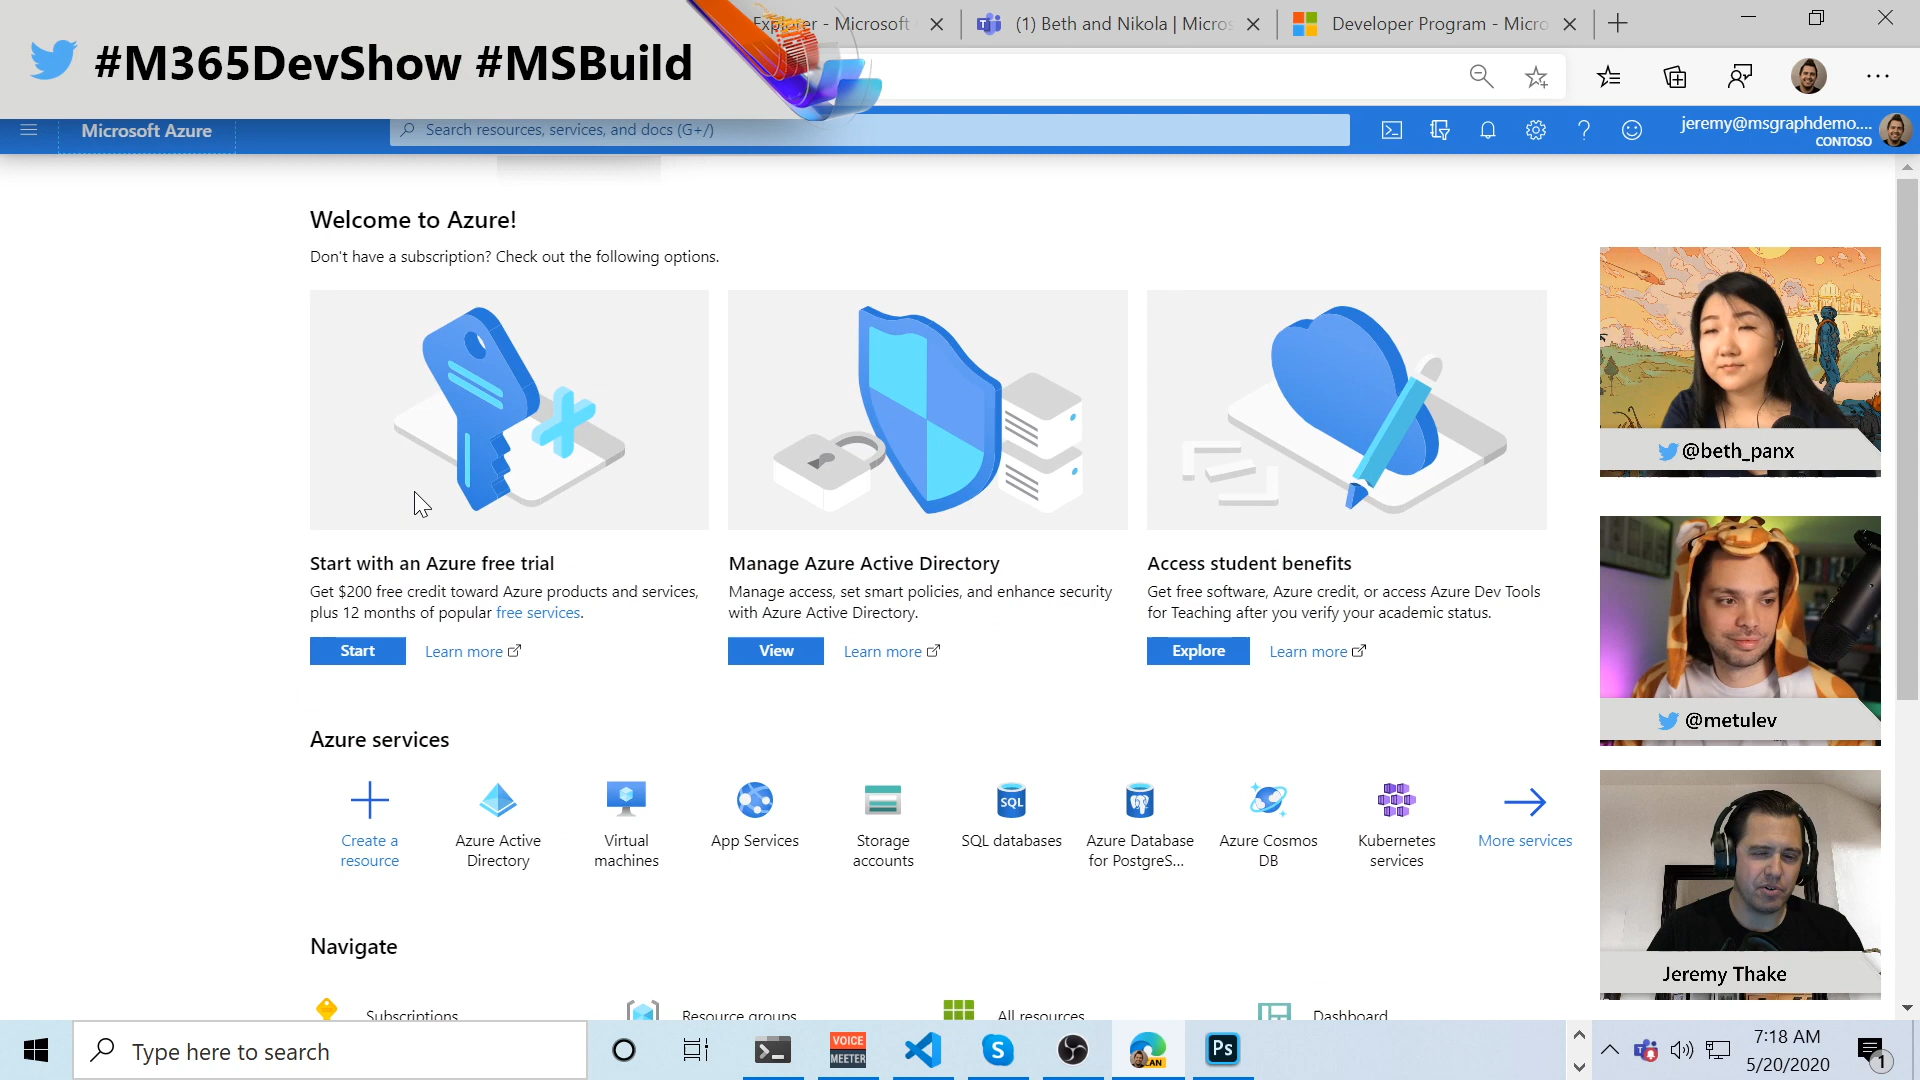 #M365DevShow #MSBuild
Explorer - Microsoft
(1) Beth and Nikola | Micros
Developer Program - Micro
Microsoft Azure
Search resources, services, and docs (G+/)
jeremy@msgraphdemo....
CONTOSO
Welcome to Azure!
Don't have a subscription? Check out the following options.
Start with an Azure free trial
Get $200 free credit toward Azure products and services,
plus 12 months of popular free services.
Start
Learn more
Manage Azure Active Directory
Manage access, set smart policies, and enhance security
with Azure Active Directory.
View
Learn more
Access student benefits
Get free software, Azure credit, or access Azure Dev Tools
for Teaching after you verify your academic status.
Explore
Learn more
@beth_panx
@metulev
Jeremy Thake
Azure services
Create a
resource
Azure Active
Directory
Virtual
machines
App Services
Storage
accounts
SQL
SQL databases
Azure Database
for PostgreS...
Azure Cosmos
DB
Kubernetes
services
More services
Navigate
Subscriptions
Resource groups
All resources
Dashboard
Type here to search
VOICE
MEETER
S
CAN
Ps
7:18 AM
5/20/2020
1